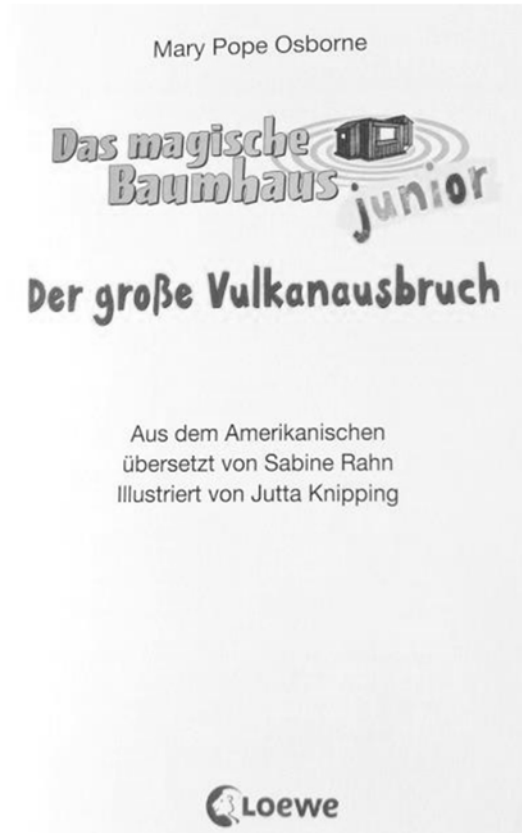 Mary Pope Osborne
Das magische
Baumhaus
junior
Der große Vulkanausbruch
Aus dem Amerikanischen
übersetzt von Sabine Rahn
Illustriert von Jutta Knipping
Loewe